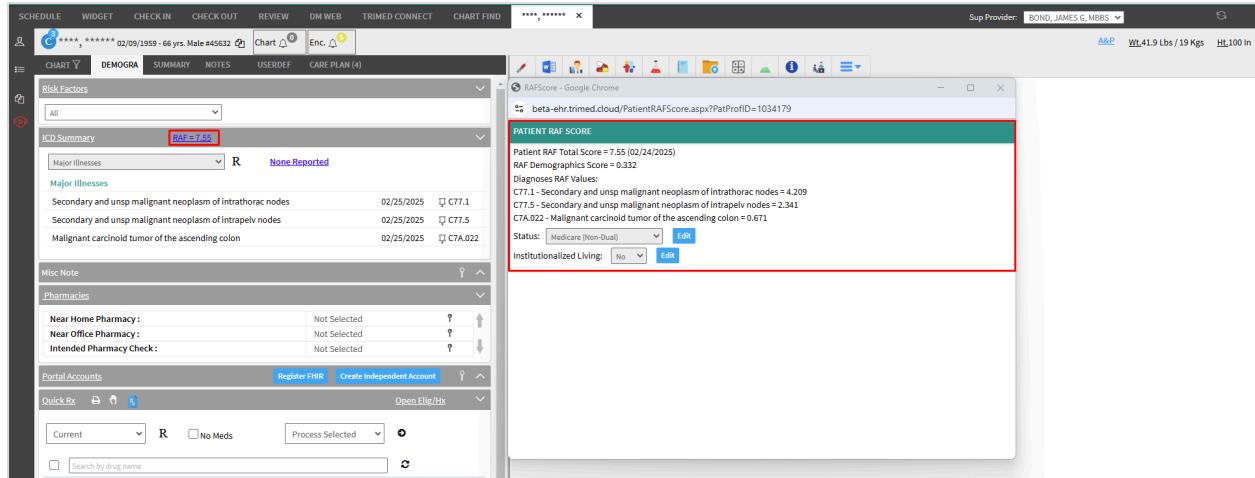 SCHEDULE WIDGET CHECK IN CHECK OUT REVIEW DM WEB TRIMED CONNECT CHART FIND ****, ****** × Sup Provider: BOND, JAMES G, MBBS
C 3 ****, ****** 02/09/1959 - 66 yrs. Male #45632 Chart 0 Enc. 5 A&P Wt.41.9 Lbs / 19 Kgs Ht.100 In
CHART DEMOGRA SUMMARY NOTES USERDEF CARE PLAN (4)
Risk Factors
All
ICD Summary RAF = 7.55
Major Illnesses R None Reported
Major Illnesses
Secondary and unsp malignant neoplasm of intrathorac nodes 02/25/2025 C77.1
Secondary and unsp malignant neoplasm of intrapelv nodes 02/25/2025 C77.5
Malignant carcinoid tumor of the ascending colon 02/25/2025 C7A.022
Misc Note
Pharmacies
Near Home Pharmacy : Not Selected
Near Office Pharmacy : Not Selected
Intended Pharmacy Check : Not Selected
Portal Accounts Register FHIR Create Independent Account
Quick Rx Open Elig/Hx
Current R No Meds Process Selected
Search by drug name
RAFScore - Google Chrome
beta-ehr.trimed.cloud/PatientRAFScore.aspx?PatProfID=1034179
PATIENT RAF SCORE
Patient RAF Total Score = 7.55 (02/24/2025)
RAF Demographics Score = 0.332
Diagnoses RAF Values:
C77.1 - Secondary and unsp malignant neoplasm of intrathorac nodes = 4.209
C77.5 - Secondary and unsp malignant neoplasm of intrapelv nodes = 2.341
C7A.022 - Malignant carcinoid tumor of the ascending colon = 0.671
Status: Medicare (Non-Dual) Edit
Institutionalized Living: No Edit